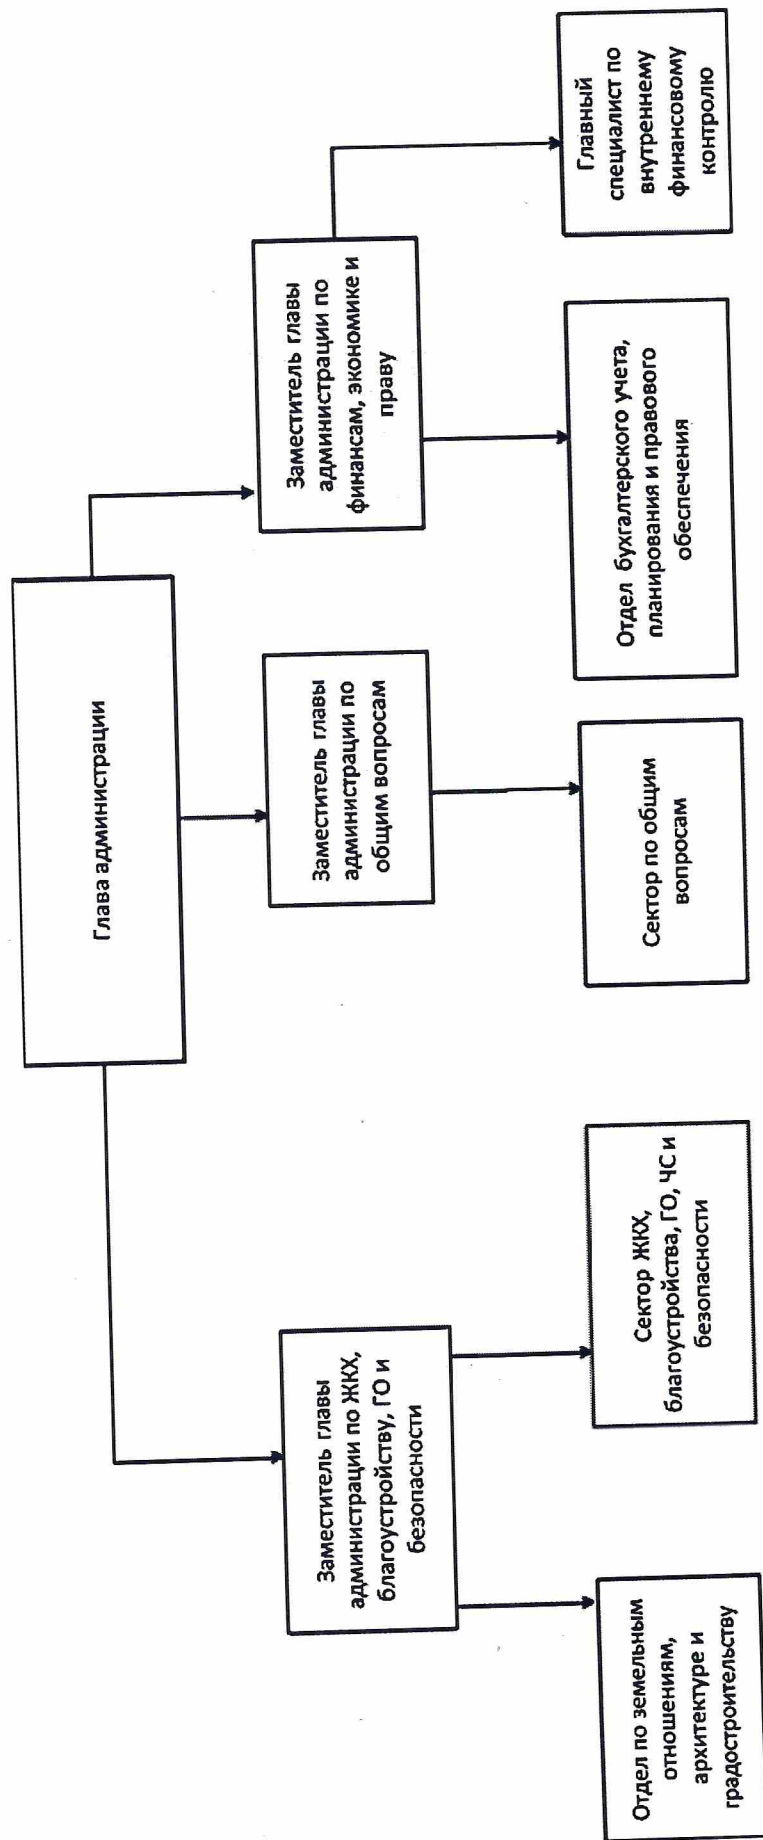 Глава администрации
Заместитель главы
администрации по ЖКХ,
благоустройству, ГО и
безопасности
Заместитель главы
администрации по
общим вопросам
Заместитель главы
администрации по
финансам, экономике и
праву
Отдел по земельным
отношениям,
архитектуре и
градостроительству
Сектор ЖКХ,
благоустройства, ГО, ЧС и
безопасности
Сектор по общим
вопросам
Отдел бухгалтерского учета,
планирования и правового
обеспечения
Главный
специалист по
внутреннему
финансовому
контролю